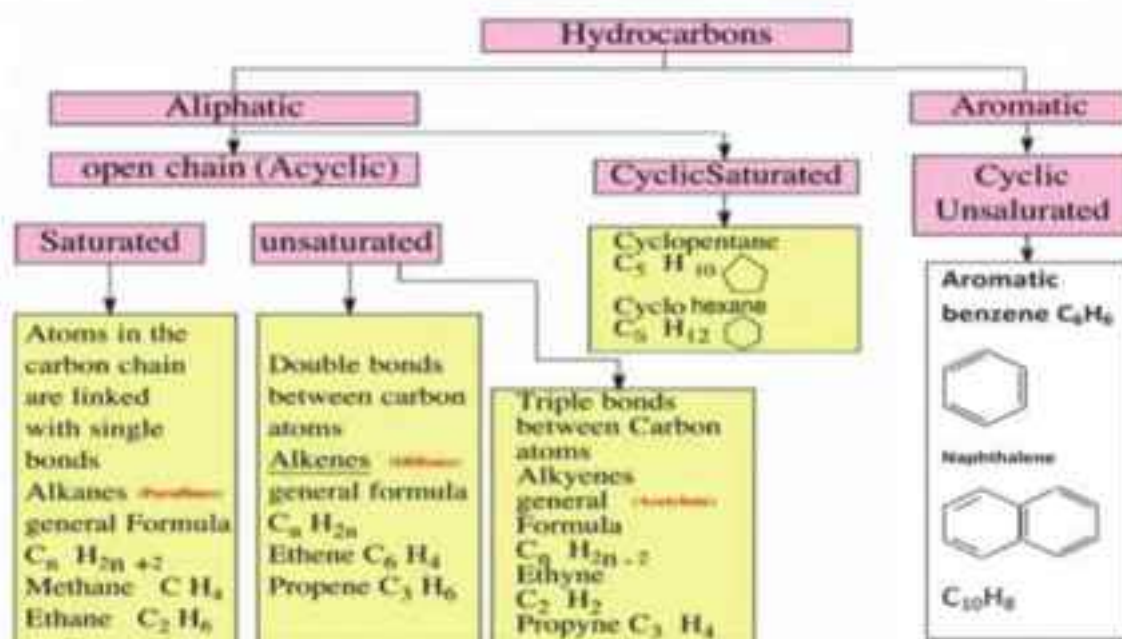 Hydrocarbons
Aliphatic
Aromatic
open chain (Acyclic)
CyclicSaturated
Cyclic
Unsalurated
Saturated
unsaturated
Cyclopentane
C5 H 10
Cyclo hexane
C5 H12
Aromatic
benzene C6H6
Naphthalene
C10H8
Atoms in the
carbon chain
are linked
with single
bonds
Alkanes
general Formula
Cn H2n +2
Methane C H4
Ethane C2 H6
Double bonds
between carbon
atoms
Alkenes
general formula
Cn H2n
Ethene C6 H4
Propene C3 H6
Triple bonds
between Carbon
atoms
Alkyenes
general
Formula
Cn H2n - 2
Ethyne
C2 H2
Propyne C3 H4